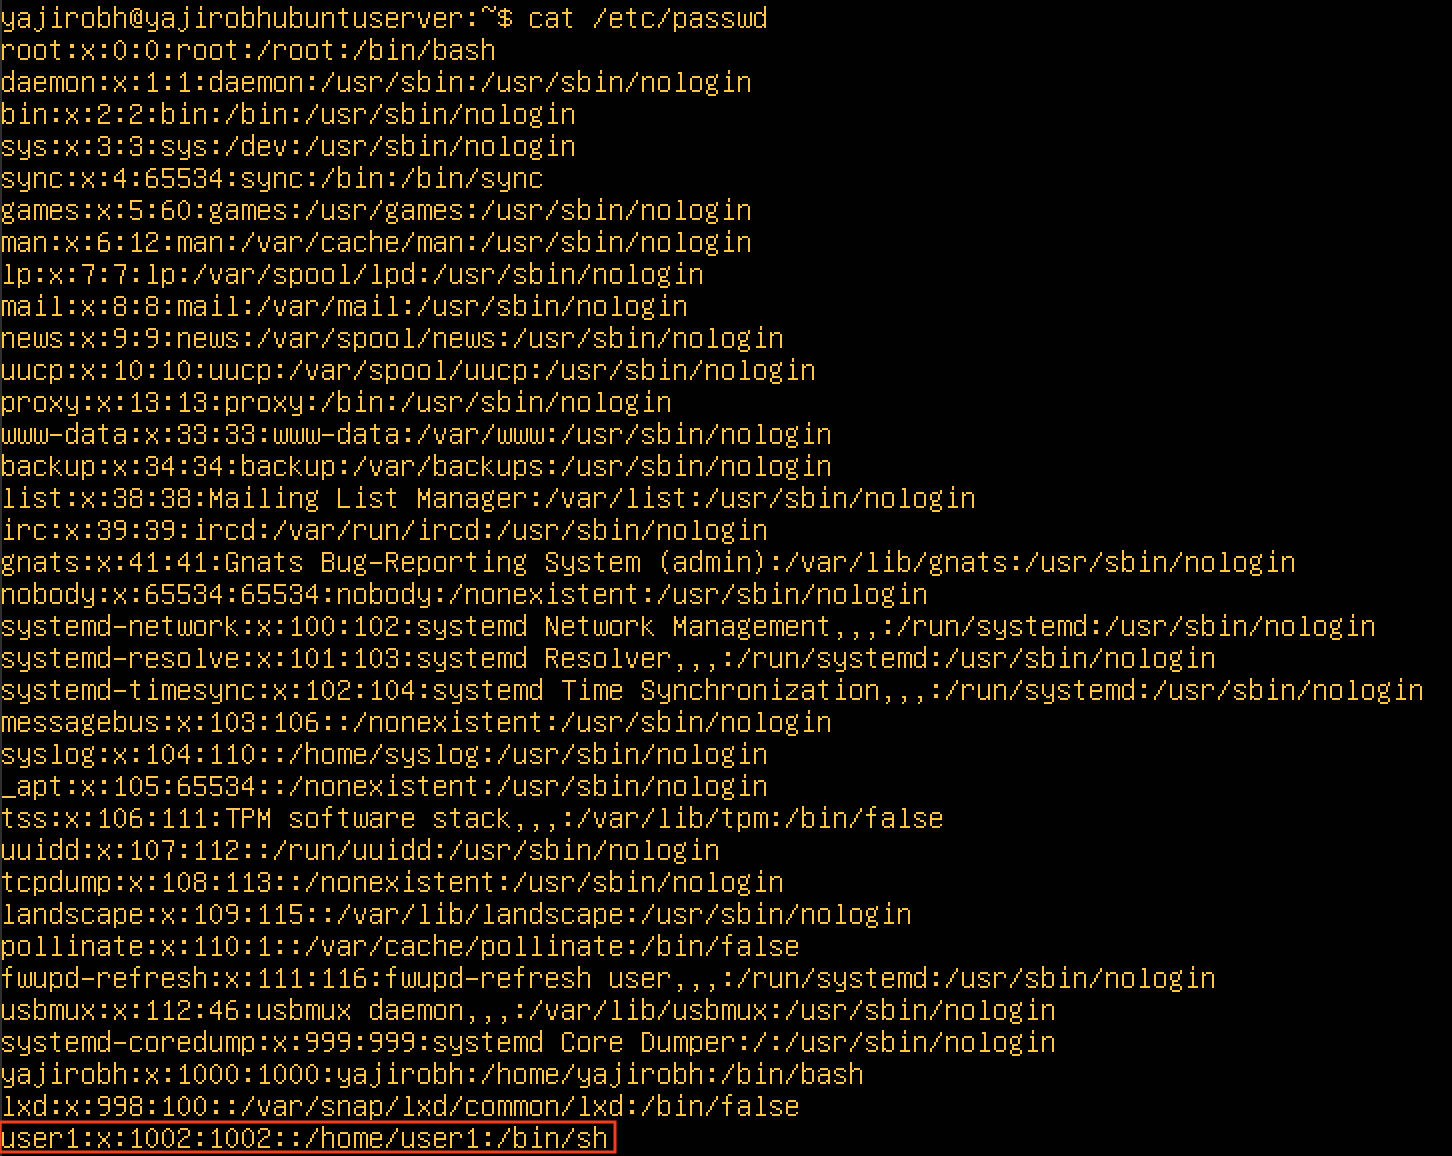 yajirobh@yajirobhubuntuserver:~$ cat /etc/passwd
root:x:0:0:root:/root:/bin/bash
daemon:x:1:1:daemon:/usr/sbin:/usr/sbin/nologin
bin:x:2:2:bin:/bin:/usr/sbin/nologin
sys:x:3:3:sys:/dev:/usr/sbin/nologin
sync:x:4:65534:sync:/bin:/bin/sync
games:x:5:60:games:/usr/games:/usr/sbin/nologin
man:x:6:12:man:/var/cache/man:/usr/sbin/nologin
lp:x:7:7:lp:/var/spool/lpd:/usr/sbin/nologin
mail:x:8:8:mail:/var/mail:/usr/sbin/nologin
news:x:9:9:news:/var/spool/news:/usr/sbin/nologin
uucp:x:10:10:uucp:/var/spool/uucp:/usr/sbin/nologin
proxy:x:13:13:proxy:/bin:/usr/sbin/nologin
www-data:x:33:33:www-data:/var/www:/usr/sbin/nologin
backup:x:34:34:backup:/var/backups:/usr/sbin/nologin
list:x:38:38:Mailing List Manager:/var/list:/usr/sbin/nologin
irc:x:39:39:ircd:/var/run/ircd:/usr/sbin/nologin
gnats:x:41:41:Gnats Bug-Reporting System (admin):/var/lib/gnats:/usr/sbin/nologin
nobody:x:65534:65534:nobody:/nonexistent:/usr/sbin/nologin
systemd-network:x:100:102:systemd Network Management,,,:/run/systemd:/usr/sbin/nologin
systemd-resolve:x:101:103:systemd Resolver,,,:/run/systemd:/usr/sbin/nologin
systemd-timesync:x:102:104:systemd Time Synchronization,,,:/run/systemd:/usr/sbin/nologin
messagebus:x:103:106::/nonexistent:/usr/sbin/nologin
syslog:x:104:110::/home/syslog:/usr/sbin/nologin
_apt:x:105:65534::/nonexistent:/usr/sbin/nologin
tss:x:106:111:TPM software stack,,,:/var/lib/tpm:/bin/false
uuidd:x:107:112::/run/uuidd:/usr/sbin/nologin
tcpdump:x:108:113::/nonexistent:/usr/sbin/nologin
landscape:x:109:115::/var/lib/landscape:/usr/sbin/nologin
pollinate:x:110:1::/var/cache/pollinate:/bin/false
fwupd-refresh:x:111:116:fwupd-refresh user,,,:/run/systemd:/usr/sbin/nologin
usbmux:x:112:46:usbmux daemon,,,:/var/lib/usbmux:/usr/sbin/nologin
systemd-coredump:x:999:999:systemd Core Dumper:/:/usr/sbin/nologin
yajirobh:x:1000:1000:yajirobh:/home/yajirobh:/bin/bash
lxd:x:998:100::/var/snap/lxd/common/lxd:/bin/false
user1:x:1002:1002::/home/user1:/bin/sh